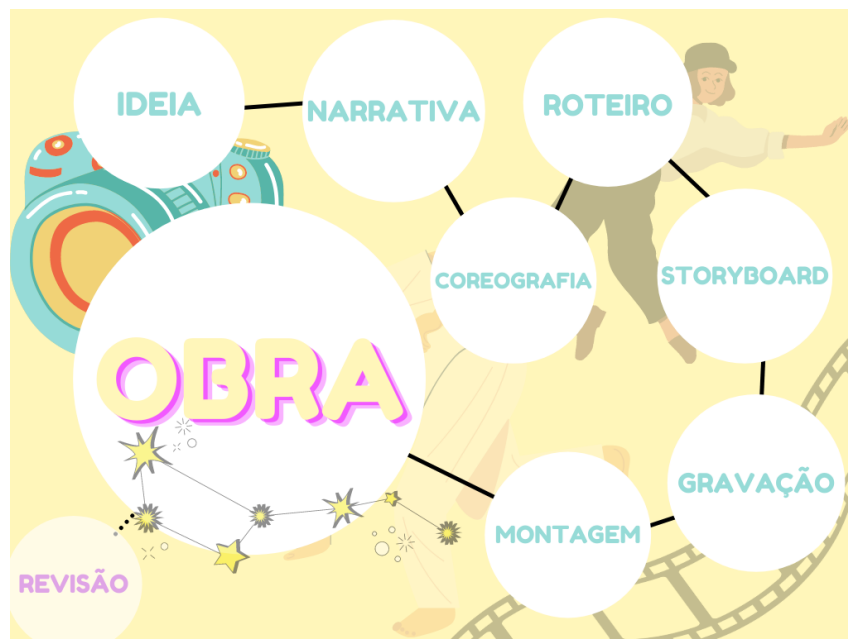 IDEIA
NARRATIVA
ROTEIRO
COREOGRAFIA
STORYBOARD
OBRA
GRAVAÇÃO
MONTAGEM
REVISÃO